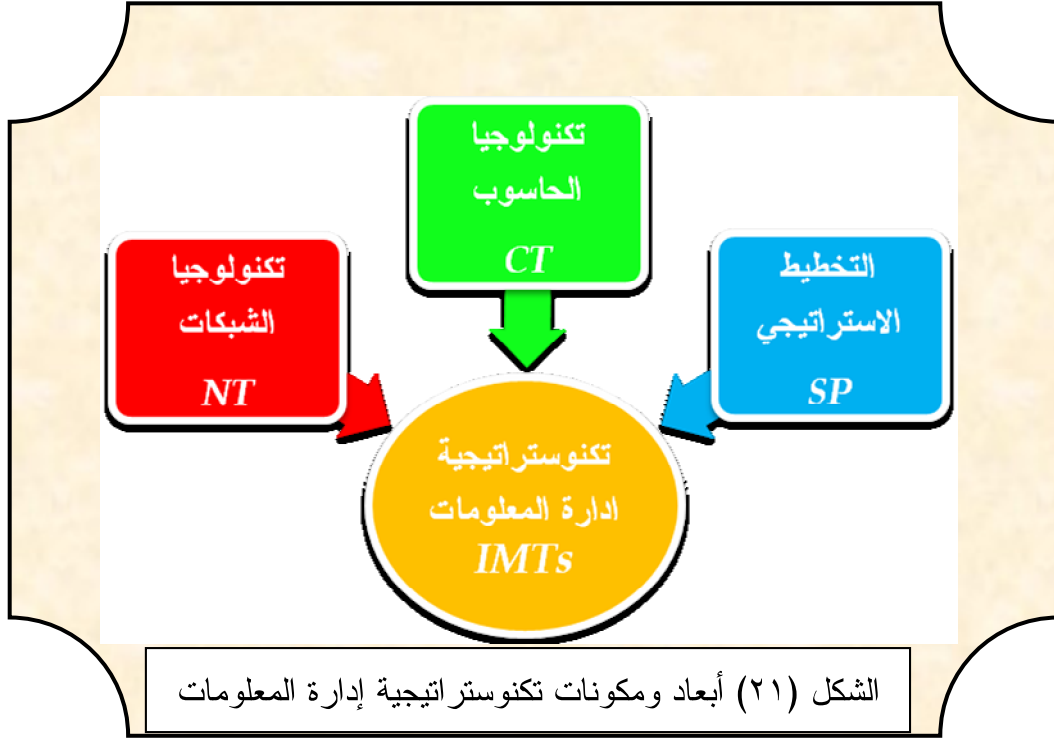 تكنولوجيا
الحاسوب
CT
التخطيط
الاستراتيجي
SP
تكنولوجيا
الشبكات
NT
تكنوستراتيجية
ادارة المعلومات
IMTs
الشكل (٢١) أبعاد ومكونات تكنوستراتيجية إدارة المعلومات